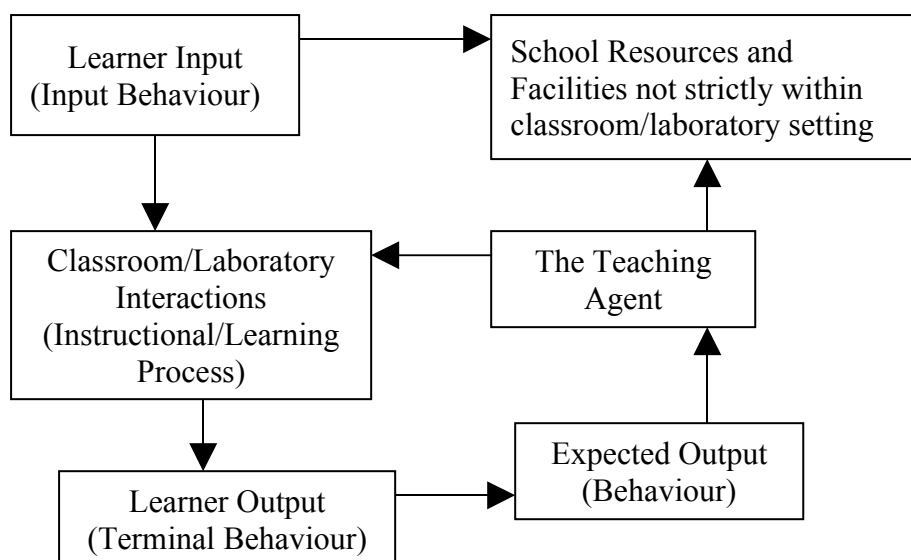 Learner Input
(Input Behaviour)
School Resources and
Facilities not strictly within
classroom/laboratory setting
Classroom/Laboratory
Interactions
(Instructional/Learning
Process)
The Teaching
Agent
Expected Output
(Behaviour)
Learner Output
(Terminal Behaviour)